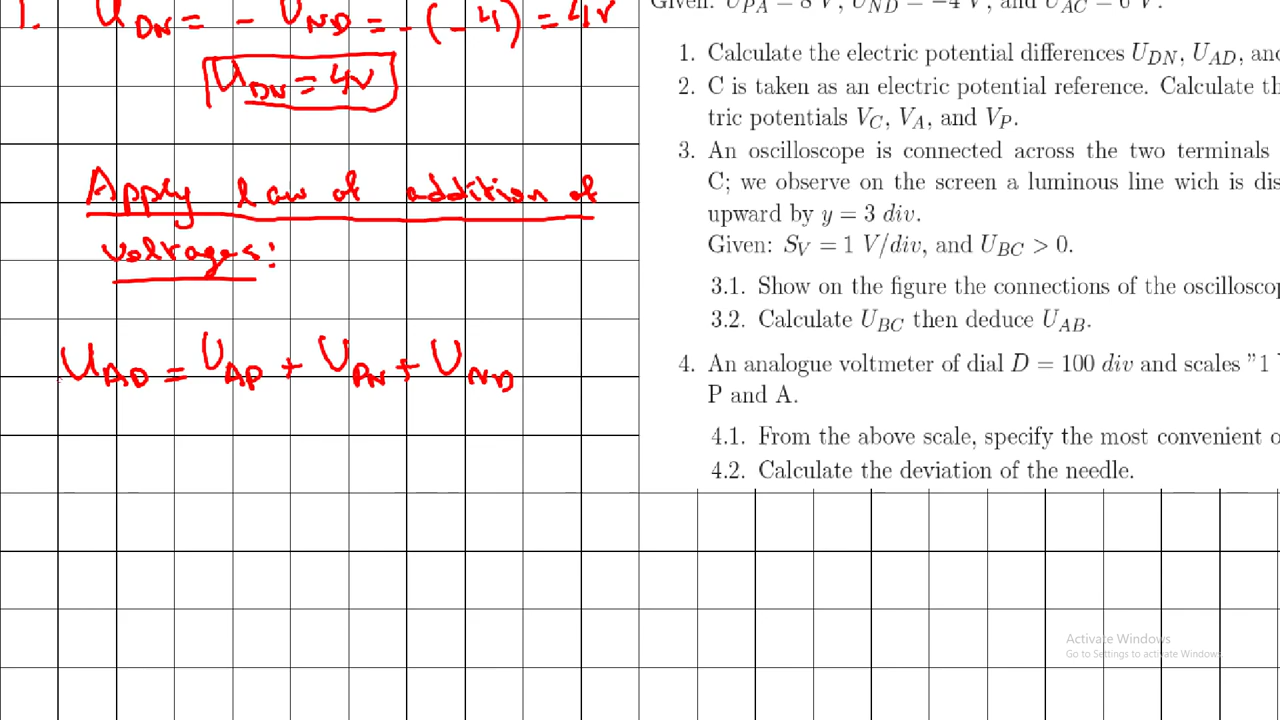 1. U_DN = - U_ND = -(-4) = 4V
U_DN = 4V
Apply law of addition of
voltages:
U_AD = U_AP + U_PN + U_ND
Given: U_PA = 8 V, U_ND = −4 V, and U_AC = 6 V.
1. Calculate the electric potential differences U_DN, U_AD, an
2. C is taken as an electric potential reference. Calculate th
tric potentials V_C, V_A, and V_P.
3. An oscilloscope is connected across the two terminals
C; we observe on the screen a luminous line wich is dis
upward by y = 3 div.
Given: S_V = 1 V/div, and U_BC > 0.
3.1. Show on the figure the connections of the oscillosco
3.2. Calculate U_BC then deduce U_AB.
4. An analogue voltmeter of dial D = 100 div and scales "1
P and A.
4.1. From the above scale, specify the most convenient o
4.2. Calculate the deviation of the needle.
Activate Windows
Go to Settings to activate Windows.